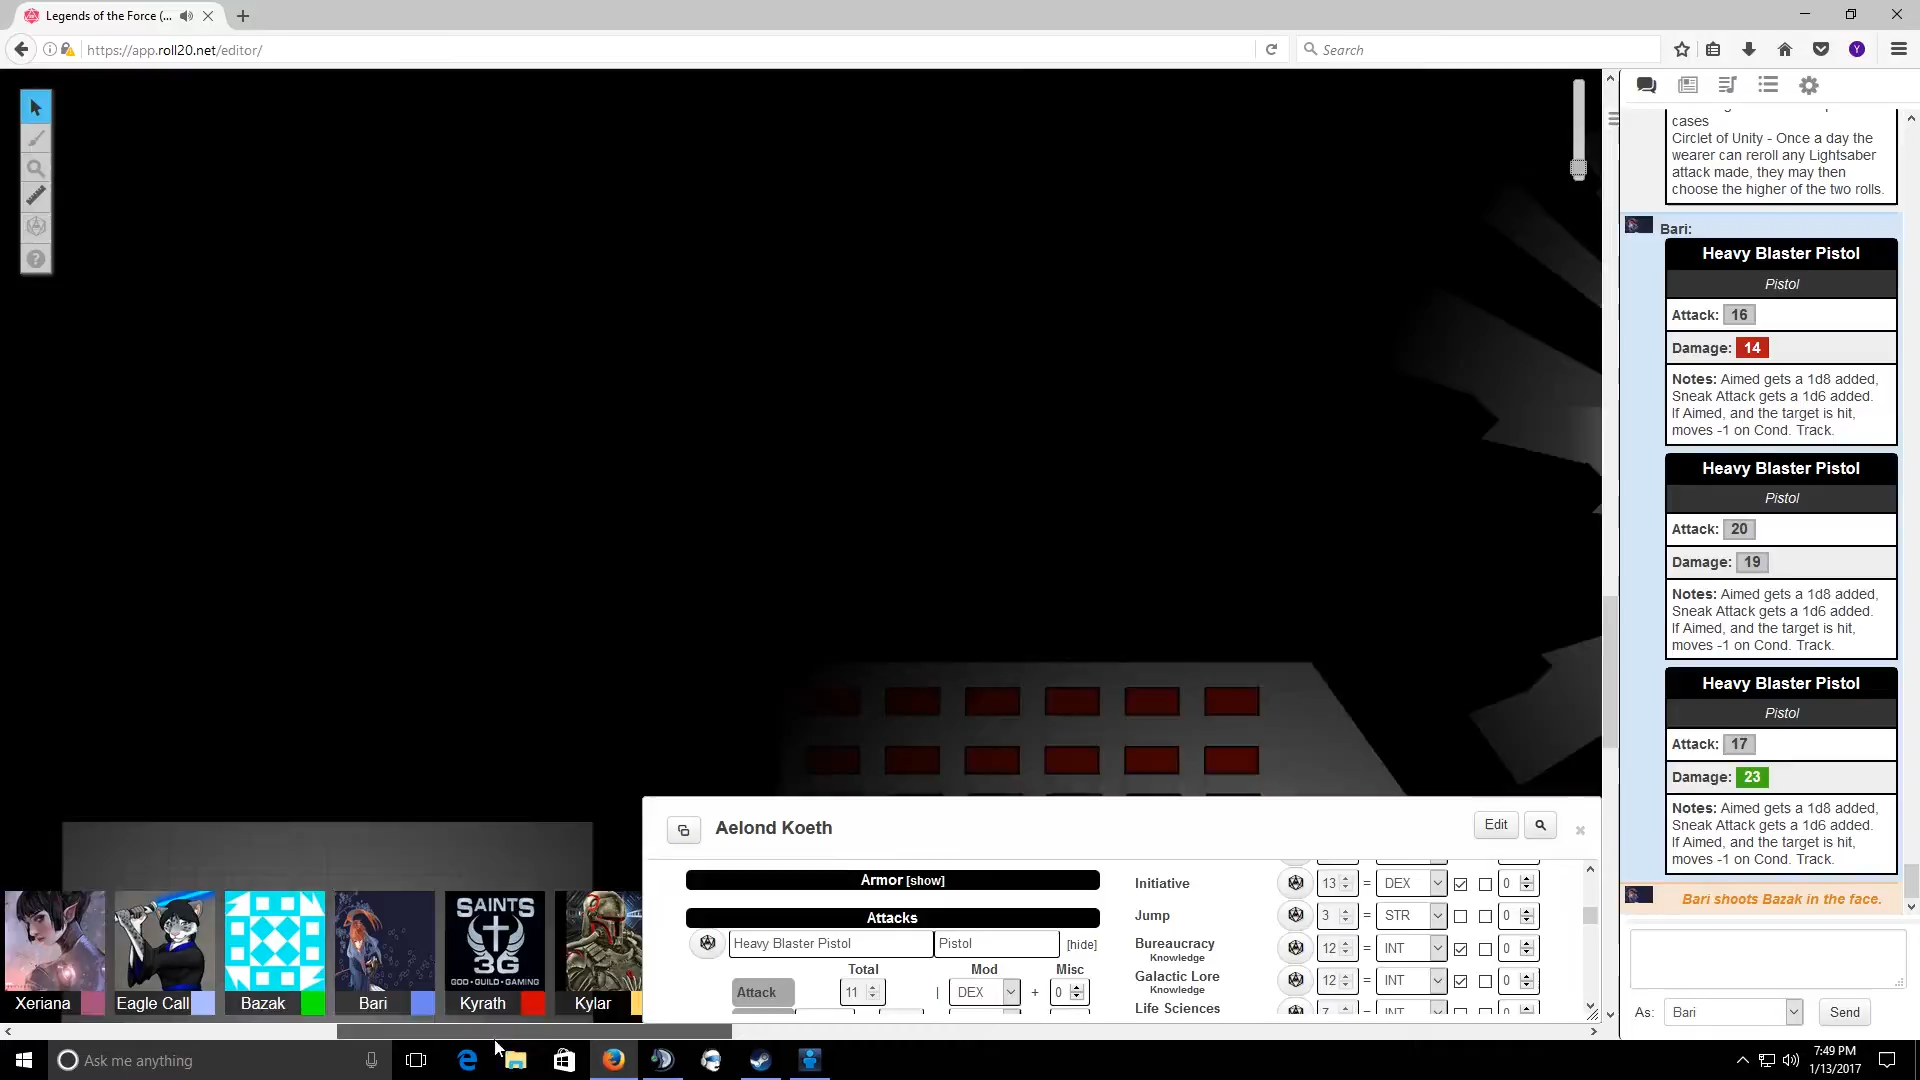 Legends of the Force (...
https://app.roll20.net/editor/
Search
cases
Circlet of Unity - Once a day the
wearer can reroll any Lightsaber
attack made, they may then
choose the higher of the two rolls.
Bari:
Heavy Blaster Pistol
Pistol
Attack: 16
Damage: 14
Notes: Aimed gets a 1d8 added,
Sneak Attack gets a 1d6 added.
If Aimed, and the target is hit,
moves -1 on Cond. Track.
Heavy Blaster Pistol
Pistol
Attack: 20
Damage: 19
Notes: Aimed gets a 1d8 added,
Sneak Attack gets a 1d6 added.
If Aimed, and the target is hit,
moves -1 on Cond. Track.
Heavy Blaster Pistol
Pistol
Attack: 17
Damage: 23
Notes: Aimed gets a 1d8 added,
Sneak Attack gets a 1d6 added.
If Aimed, and the target is hit,
moves -1 on Cond. Track.
Bari shoots Bazak in the face.
As: Bari Send
Aelond Koeth
Edit
Armor [show]
Attacks
Heavy Blaster Pistol Pistol [hide]
Total Mod Misc
Attack 11 | DEX + 0
Initiative 13 = DEX 0
Jump 3 = STR 0
Bureaucracy 12 = INT 0
Knowledge
Galactic Lore 12 = INT 0
Knowledge
Life Sciences
SAINTS
3G
GOD • GUILD • GAMING
Xeriana Eagle Call Bazak Bari Kyrath Kylar
Ask me anything
7:49 PM
1/13/2017